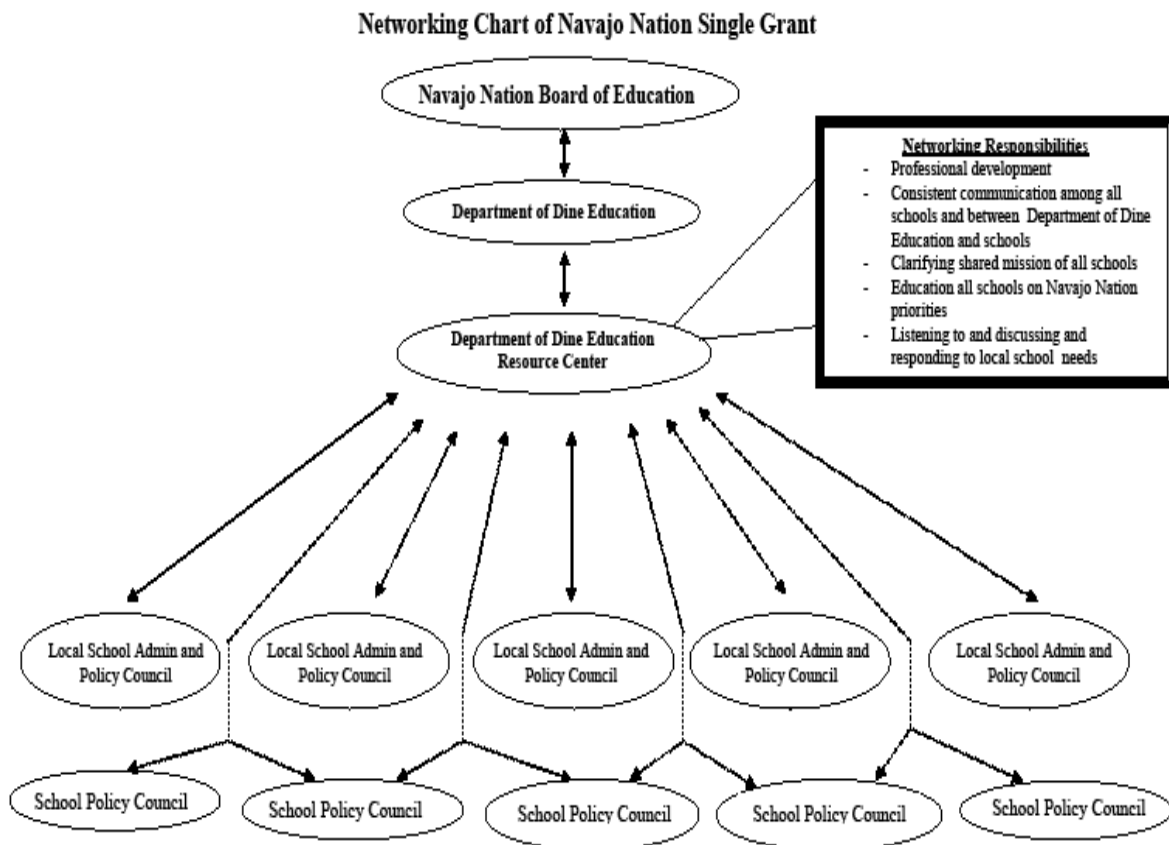 Networking Chart of Navajo Nation Single Grant
Navajo Nation Board of Education
Networking Responsibilities
- Professional development
- Consistent communication among all
schools and between Department of Dine
Education and schools
- Clarifying shared mission of all schools
- Education all schools on Navajo Nation
priorities
- Listening to and discussing and
responding to local school needs
Department of Dine Education
Department of Dine Education
Resource Center
Local School Admin and
Policy Council
Local School Admin and
Policy Council
Local School Admin and
Policy Council
Local School Admin and
Policy Council
Local School Admin and
Policy Council
School Policy Council
School Policy Council
School Policy Council
School Policy Council
School Policy Council